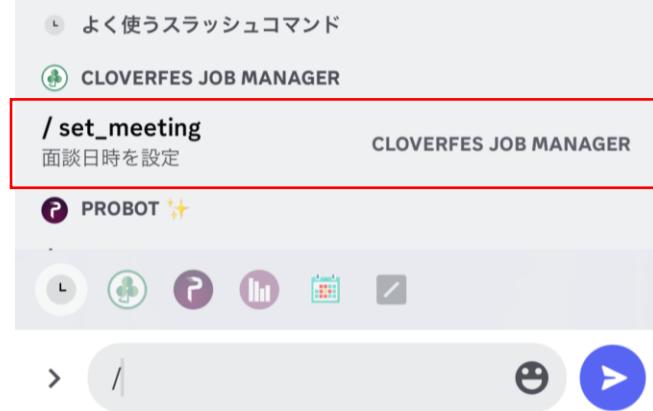 よく使うスラッシュコマンド
CLOVERFES JOB MANAGER
/ set_meeting
面談日時を設定
CLOVERFES JOB MANAGER
PROBOT ✨
/